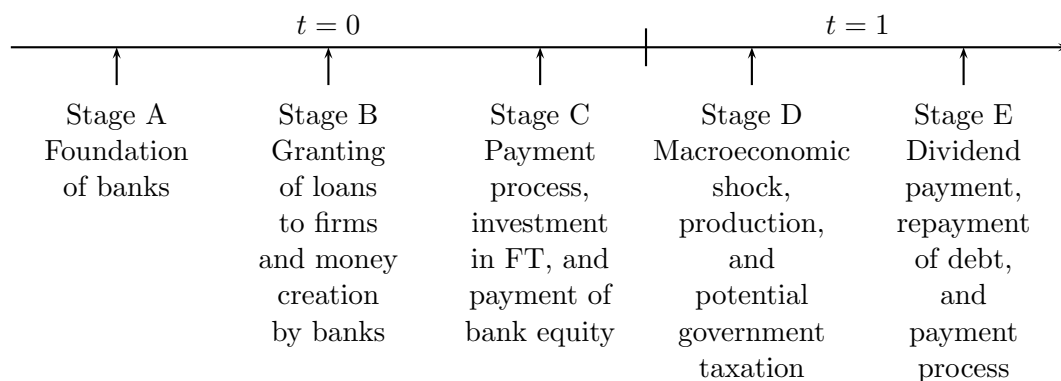 t = 0
t = 1
Stage A
Foundation
of banks
Stage B
Granting
of loans
to firms
and money
creation
by banks
Stage C
Payment
process,
investment
in FT, and
payment of
bank equity
Stage D
Macroeconomic
shock,
production,
and
potential
government
taxation
Stage E
Dividend
payment,
repayment
of debt,
and
payment
process